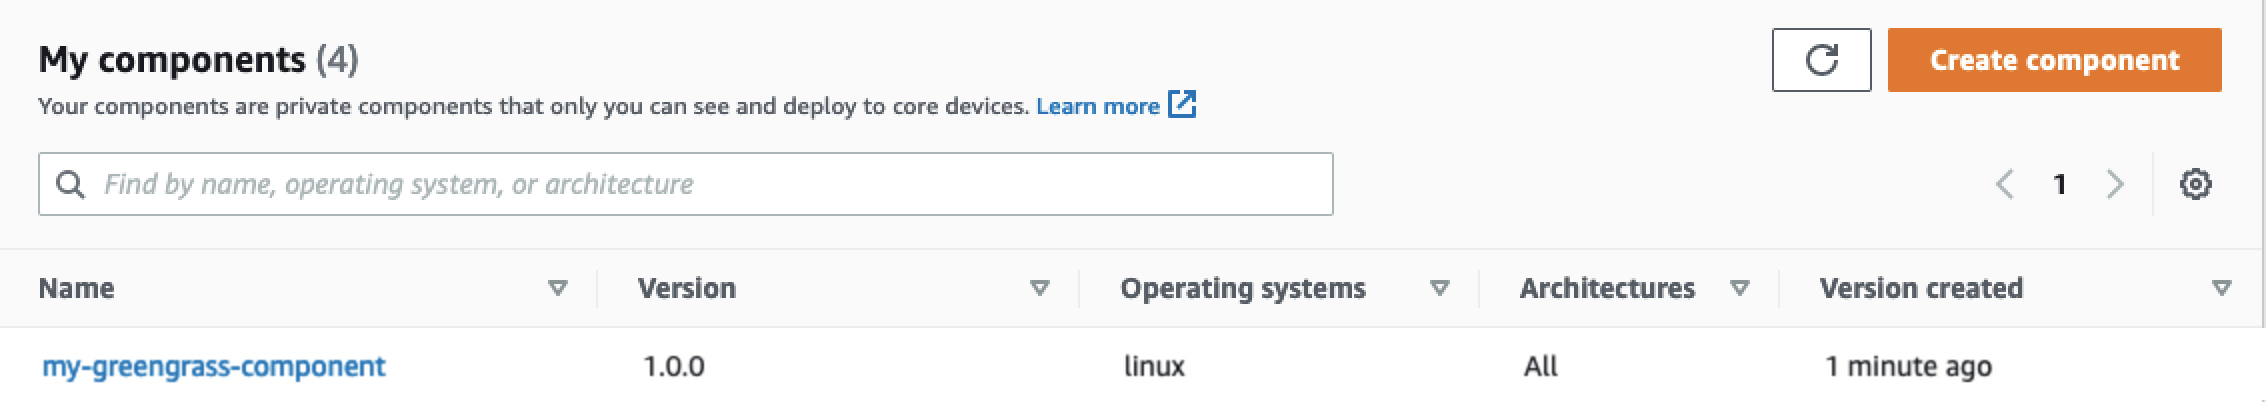 My components (4)
Create component
Your components are private components that only you can see and deploy to core devices. Learn more
Find by name, operating system, or architecture
1
Name Version Operating systems Architectures Version created
my-greengrass-component 1.0.0 linux All 1 minute ago